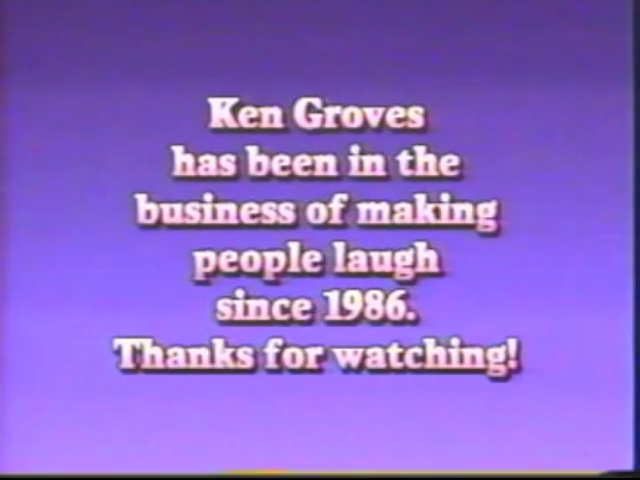 Ken Groves
has been in the
business of making
people laugh
since 1986.
Thanks for watching!